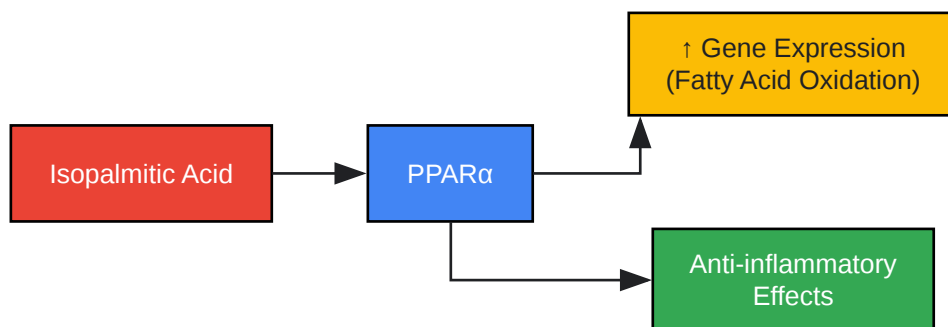 Isopalmitic Acid
PPARα
↑ Gene Expression
(Fatty Acid Oxidation)
Anti-inflammatory
Effects